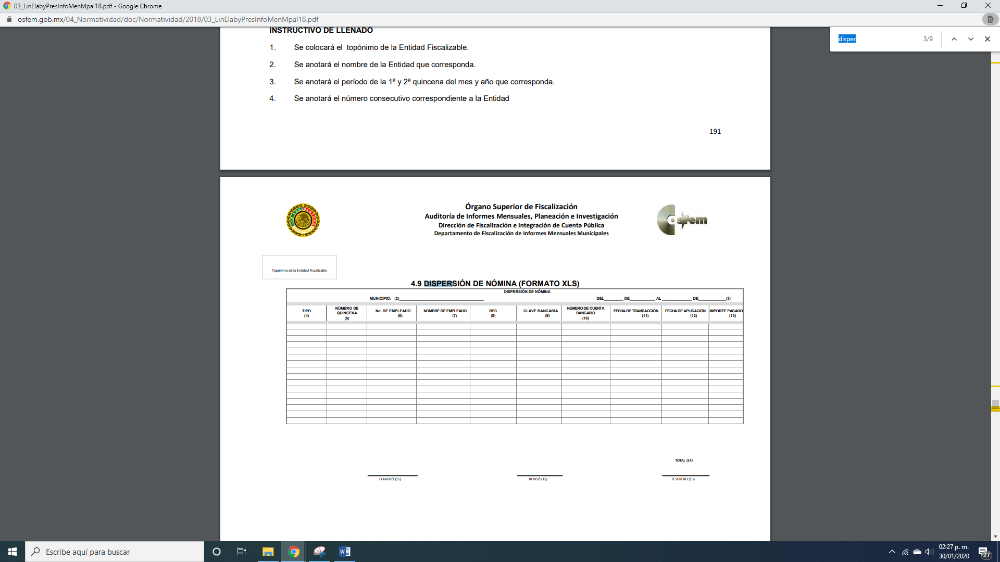 03_LinElabyPresInfoMenMpal18.pdf - Google Chrome
osfem.gob.mx/04_Normatividad/doc/Normatividad/2018/03_LinElabyPresInfoMenMpal18.pdf
disper 3/9
INSTRUCTIVO DE LLENADO
1. Se colocará el topónimo de la Entidad Fiscalizable.
2. Se anotará el nombre de la Entidad que corresponda.
3. Se anotará el período de la 1ª y 2ª quincena del mes y año que corresponda.
4. Se anotará el número consecutivo correspondiente a la Entidad
191
Órgano Superior de Fiscalización
Auditoría de Informes Mensuales, Planeación e Investigación
Dirección de Fiscalización e Integración de Cuenta Pública
Departamento de Fiscalización de Informes Mensuales Municipales
osfem
Topónimo de la Entidad Fiscalizable
4.9 DISPERSIÓN DE NÓMINA (FORMATO XLS)
DISPERSIÓN DE NÓMINA
MUNICIPIO: (2)____ DEL____ DE____ AL ____ DE____(3)
TIPO (4)
NÚMERO DE QUINCENA (5)
No. DE EMPLEADO (6)
NOMBRE DE EMPLEADO (7)
RFC (8)
CLAVE BANCARIA (9)
NÚMERO DE CUENTA BANCARIO (10)
FECHA DE TRANSACCIÓN (11)
FECHA DE APLICACIÓN (12)
IMPORTE PAGADO (13)
TOTAL (14)
ELABORÓ (15) REVISÓ (15) TESORERO (15)
Escribe aquí para buscar
02:27 p. m.
30/01/2020
27